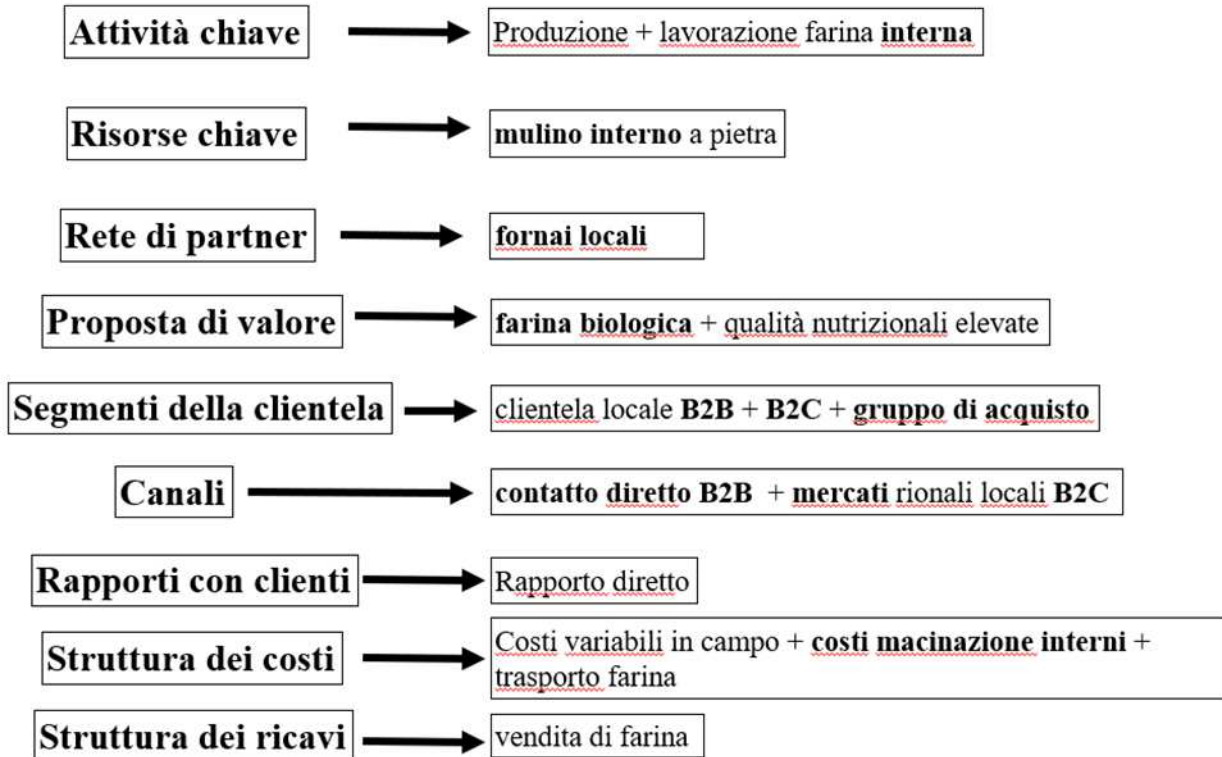 Attività chiave
Produzione + lavorazione farina interna
Risorse chiave
mulino interno a pietra
Rete di partner
fornai locali
Proposta di valore
farina biologica + qualità nutrizionali elevate
Segmenti della clientela
clientela locale B2B + B2C + gruppo di acquisto
Canali
contatto diretto B2B + mercati rionali locali B2C
Rapporti con clienti
Rapporto diretto
Struttura dei costi
Costi variabili in campo + costi macinazione interni +
trasporto farina
Struttura dei ricavi
vendita di farina